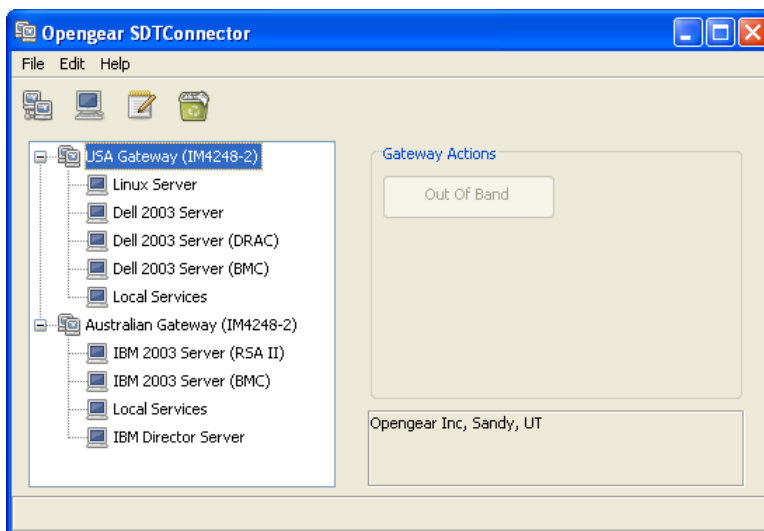 Opengear SDTConnector
File Edit Help
USA Gateway (IM4248-2)
Linux Server
Dell 2003 Server
Dell 2003 Server (DRAC)
Dell 2003 Server (BMC)
Local Services
Australian Gateway (IM4248-2)
IBM 2003 Server (RSA II)
IBM 2003 Server (BMC)
Local Services
IBM Director Server
Gateway Actions
Out Of Band
Opengear Inc, Sandy, UT